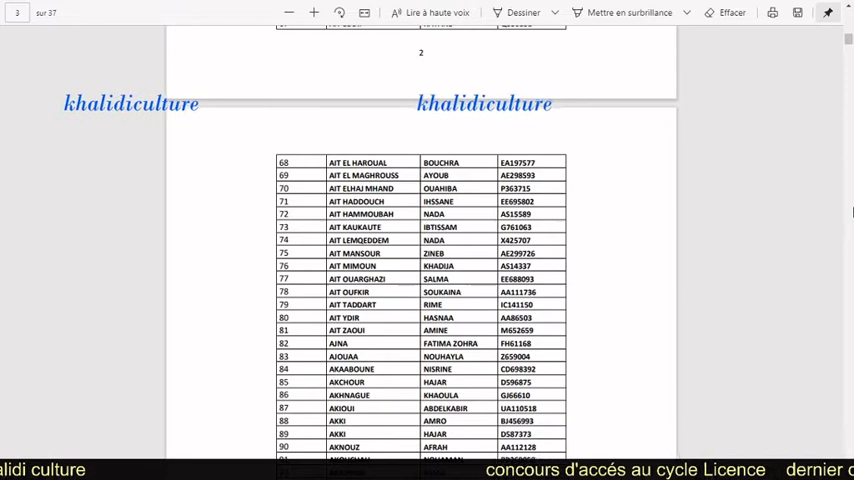 3 sur 37 Lire à haute voix Dessiner Mettre en surbrillance Effacer
2
khalidiculture khalidiculture
68 AIT EL HAROUAL BOUCHRA EA197577
69 AIT EL MAGHROUSS AYOUB AE298593
70 AIT ELHAJ MHAND OUAHIBA P363715
71 AIT HADDOUCH IHSSANE EE695802
72 AIT HAMMOUBAH NADA AS15589
73 AIT KAUKAUTE IBTISSAM G761063
74 AIT LEMQEDDEM NADA X425707
75 AIT MANSOUR ZINEB AE299726
76 AIT MIMOUN KHADIJA AS14337
77 AIT OUARGHAZI SALMA EE688093
78 AIT OUFKIR SOUKAINA AA111736
79 AIT TADDART RIME IC141150
80 AIT YDIR HASNAA AA86503
81 AIT ZAOUI AMINE M652659
82 AJNA FATIMA ZOHRA FH61168
83 AJOUAA NOUHAYLA Z659004
84 AKAABOUNE NISRINE CD698392
85 AKCHOUR HAJAR D596875
86 AKHNAGUE KHAOULA GJ66610
87 AKIOUI ABDELKABIR UA110518
88 AKKI AMRO BJ456993
89 AKKI HAJAR D587373
90 AKNOUZ AFRAH AA112128
alidi culture concours d'accés au cycle Licence dernier